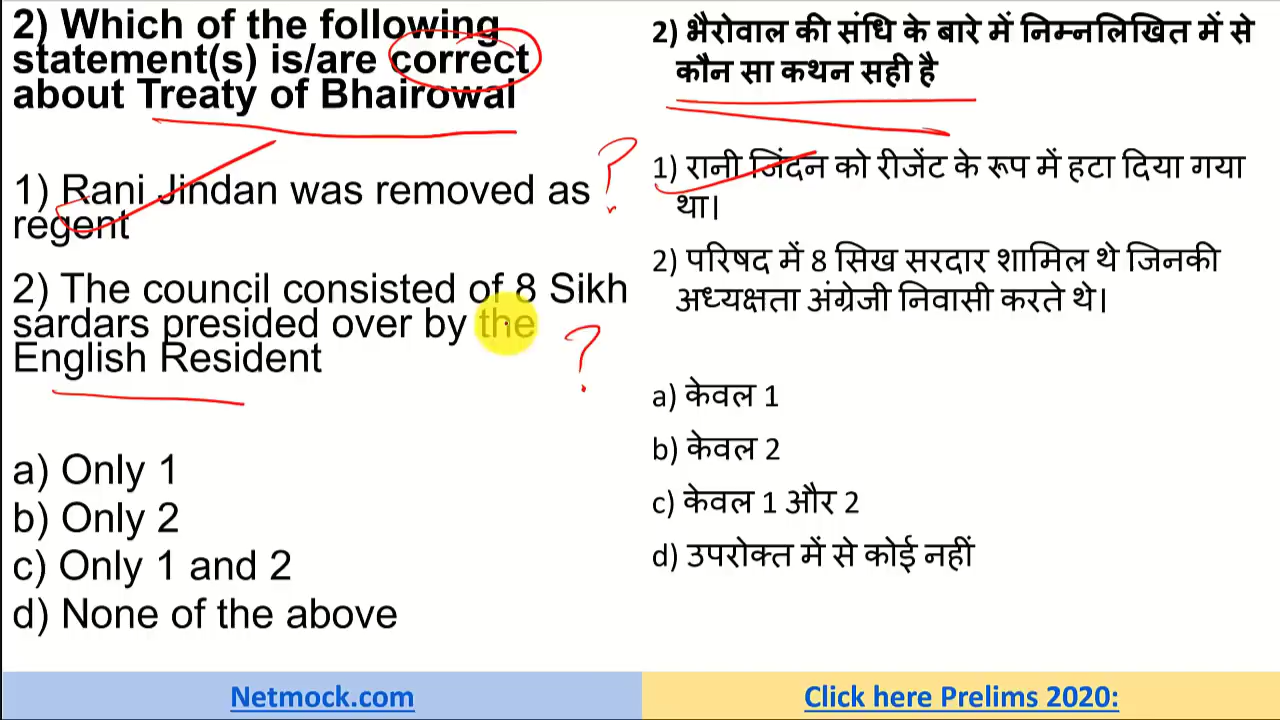 2) Which of the following
statement(s) is/are correct
about Treaty of Bhairowal
1) Rani Jindan was removed as
regent
2) The council consisted of 8 Sikh
sardars presided over by the
English Resident
a) Only 1
b) Only 2
c) Only 1 and 2
d) None of the above
2) भैरोवाल की संधि के बारे में निम्नलिखित में से
कौन सा कथन सही है
1) रानी जिंदन को रीजेंट के रूप में हटा दिया गया
था।
2) परिषद में 8 सिख सरदार शामिल थे जिनकी
अध्यक्षता अंग्रेजी निवासी करते थे।
a) केवल 1
b) केवल 2
c) केवल 1 और 2
d) उपरोक्त में से कोई नहीं
?
?
Netmock.com
Click here Prelims 2020: